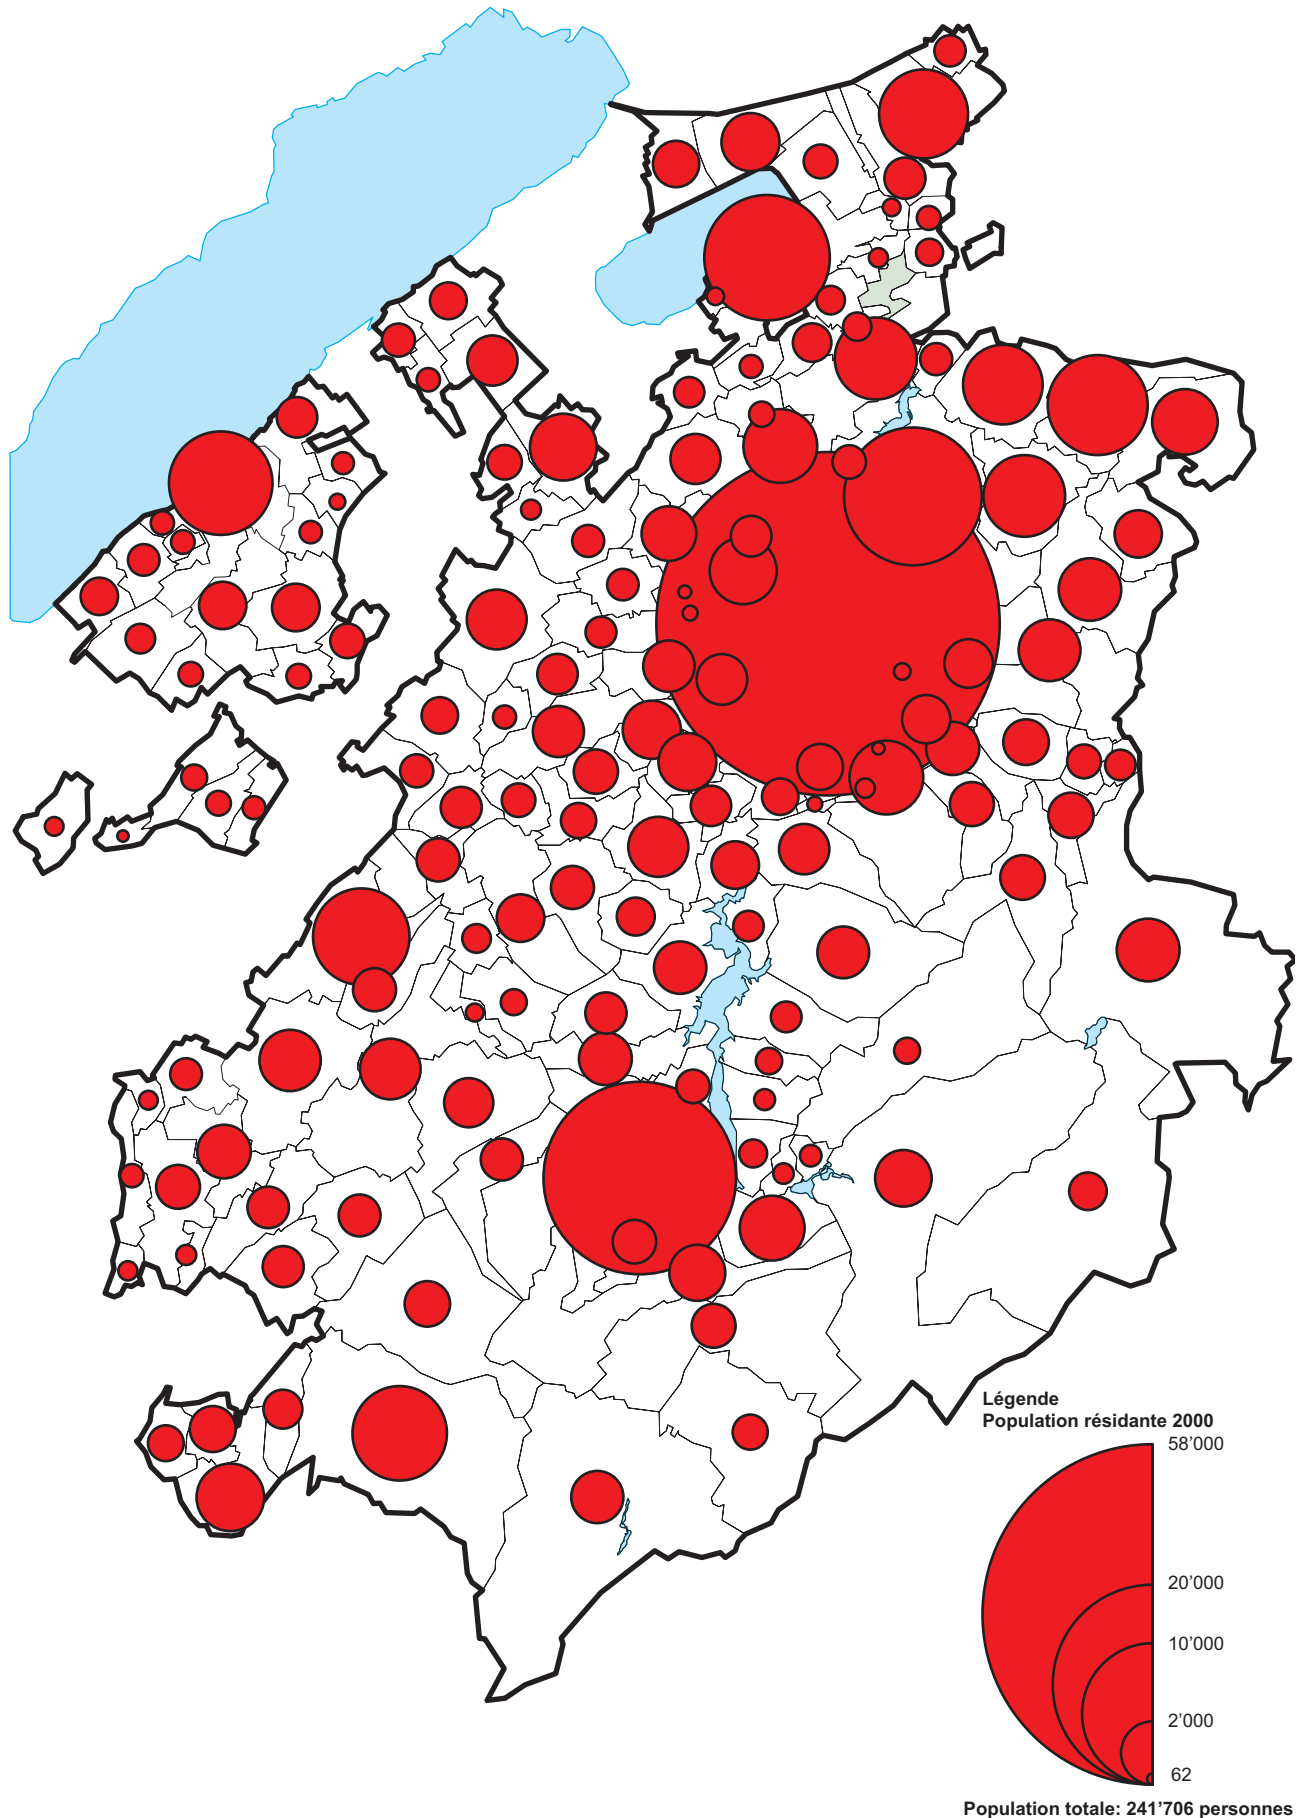 Légende
Population résidante 2000
58’000
20’000
10’000
2’000
62
Population totale: 241’706 personnes